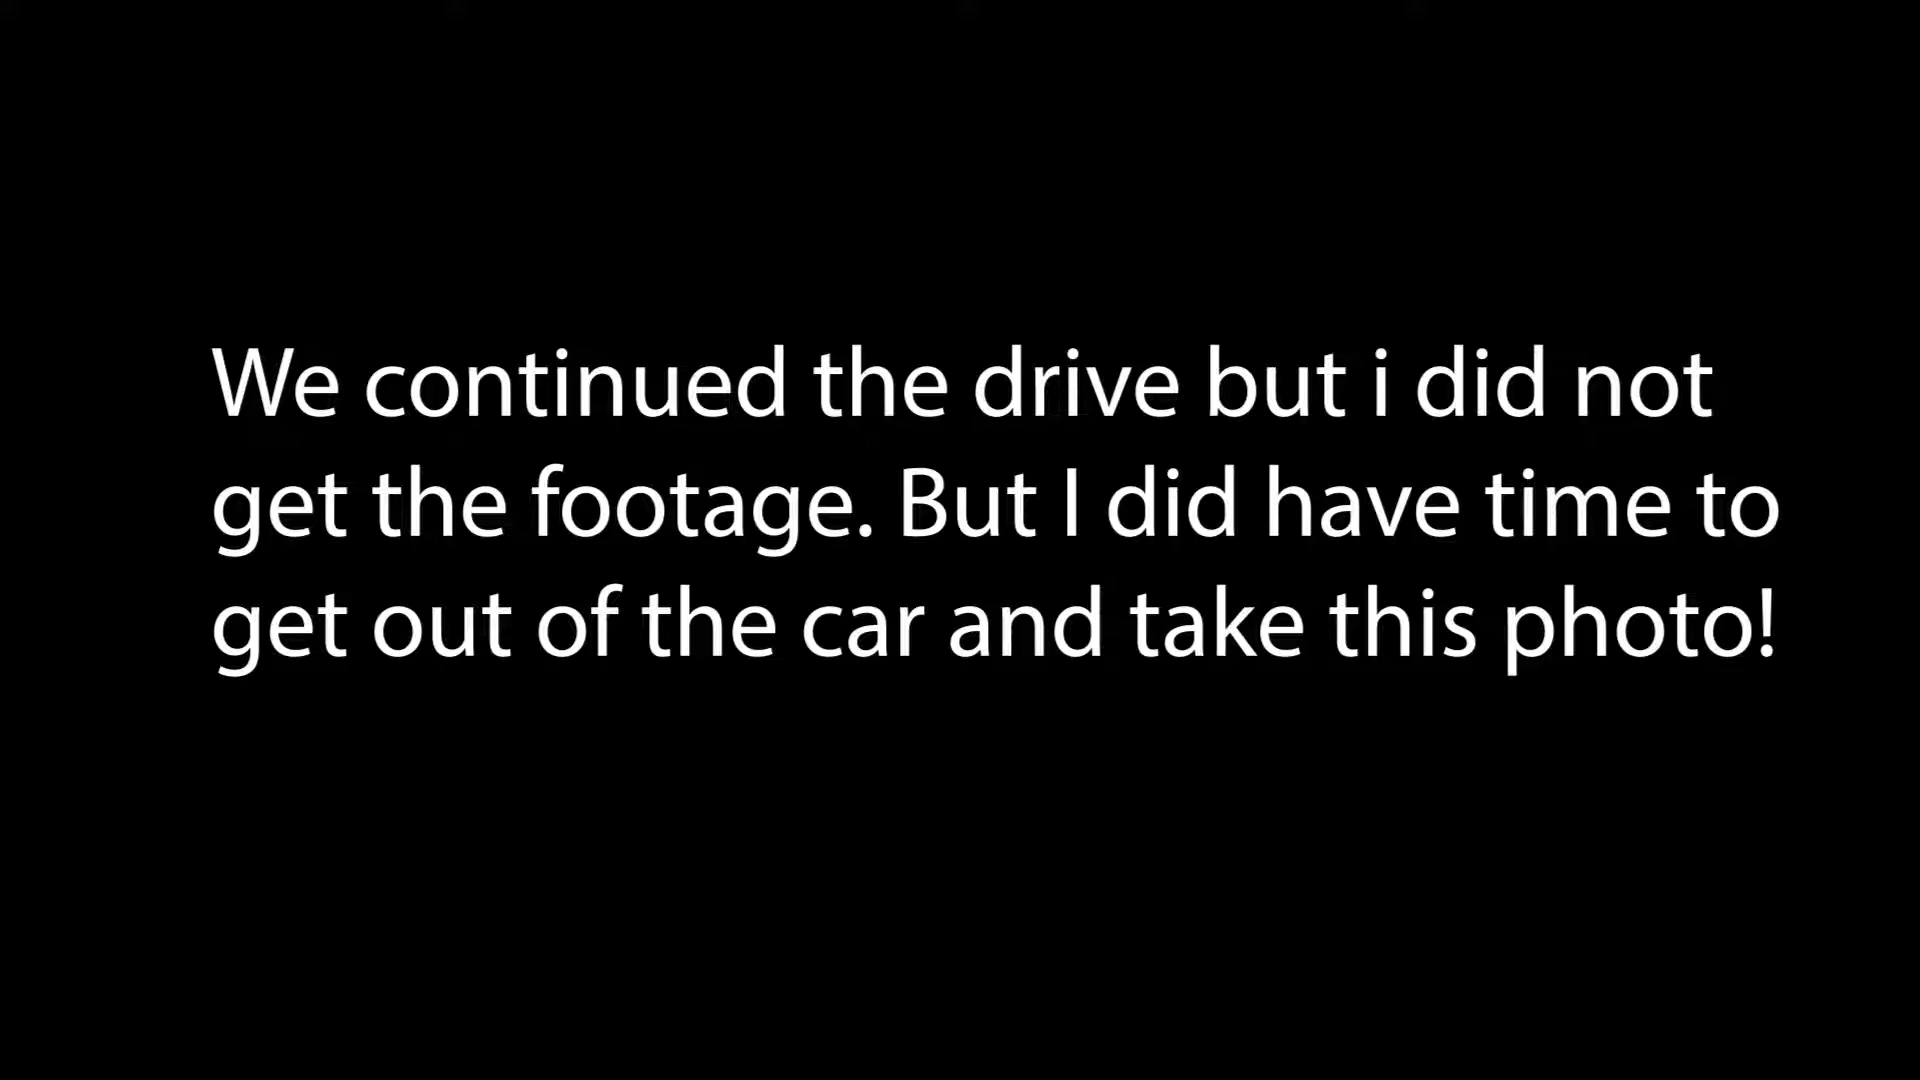 We continued the drive but i did not
get the footage. But I did have time to
get out of the car and take this photo!